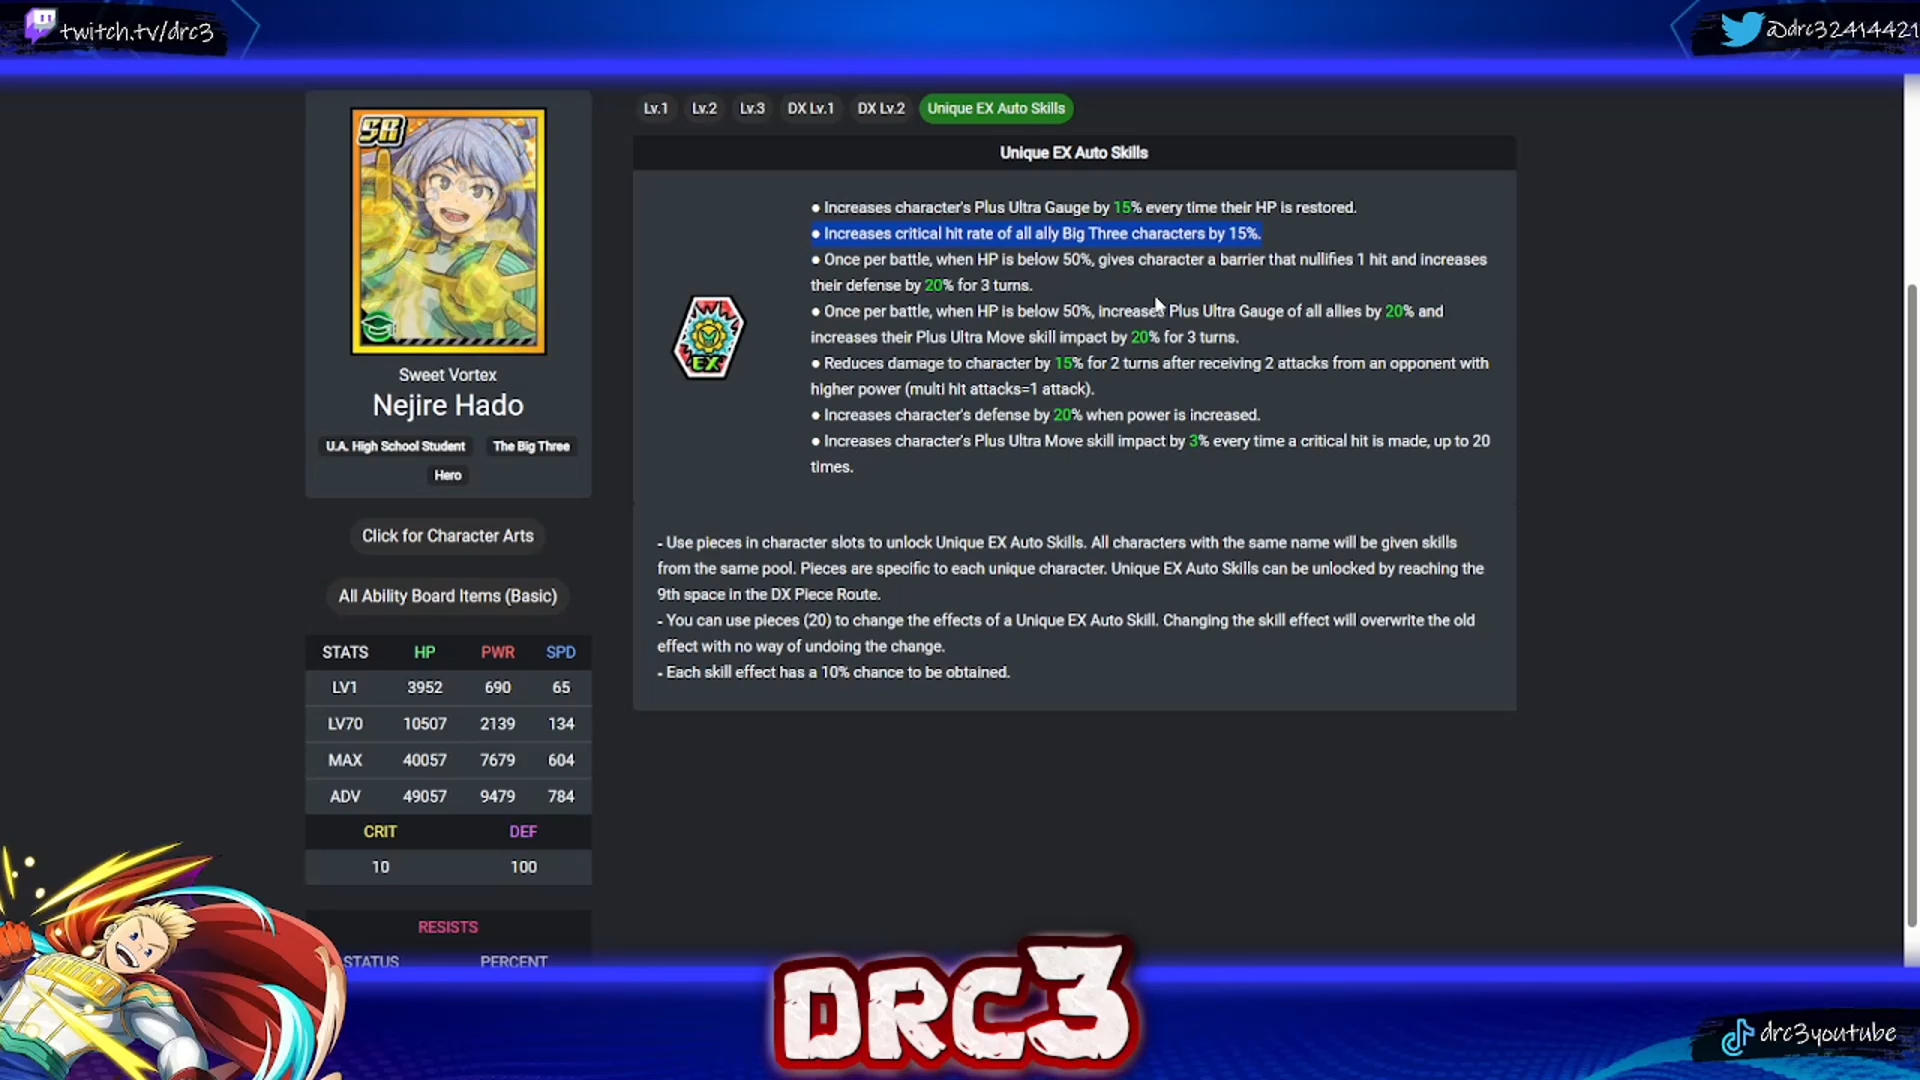 twitch.tv/drc3
@drc32414421
SR
Sweet Vortex
Nejire Hado
U.A. High School Student The Big Three
Hero
Click for Character Arts
All Ability Board Items (Basic)
STATS HP PWR SPD
LV1 3952 690 65
LV70 10507 2139 134
MAX 40057 7679 604
ADV 49057 9479 784
CRIT DEF
10 100
RESISTS
STATUS PERCENT
Lv.1 Lv.2 Lv.3 DX Lv.1 DX Lv.2 Unique EX Auto Skills
Unique EX Auto Skills
EX
● Increases character's Plus Ultra Gauge by 15% every time their HP is restored.
● Increases critical hit rate of all ally Big Three characters by 15%.
● Once per battle, when HP is below 50%, gives character a barrier that nullifies 1 hit and increases
their defense by 20% for 3 turns.
● Once per battle, when HP is below 50%, increases Plus Ultra Gauge of all allies by 20% and
increases their Plus Ultra Move skill impact by 20% for 3 turns.
● Reduces damage to character by 15% for 2 turns after receiving 2 attacks from an opponent with
higher power (multi hit attacks=1 attack).
● Increases character's defense by 20% when power is increased.
● Increases character's Plus Ultra Move skill impact by 3% every time a critical hit is made, up to 20
times.
- Use pieces in character slots to unlock Unique EX Auto Skills. All characters with the same name will be given skills
from the same pool. Pieces are specific to each unique character. Unique EX Auto Skills can be unlocked by reaching the
9th space in the DX Piece Route.
- You can use pieces (20) to change the effects of a Unique EX Auto Skill. Changing the skill effect will overwrite the old
effect with no way of undoing the change.
- Each skill effect has a 10% chance to be obtained.
DRC3
drc3youtube